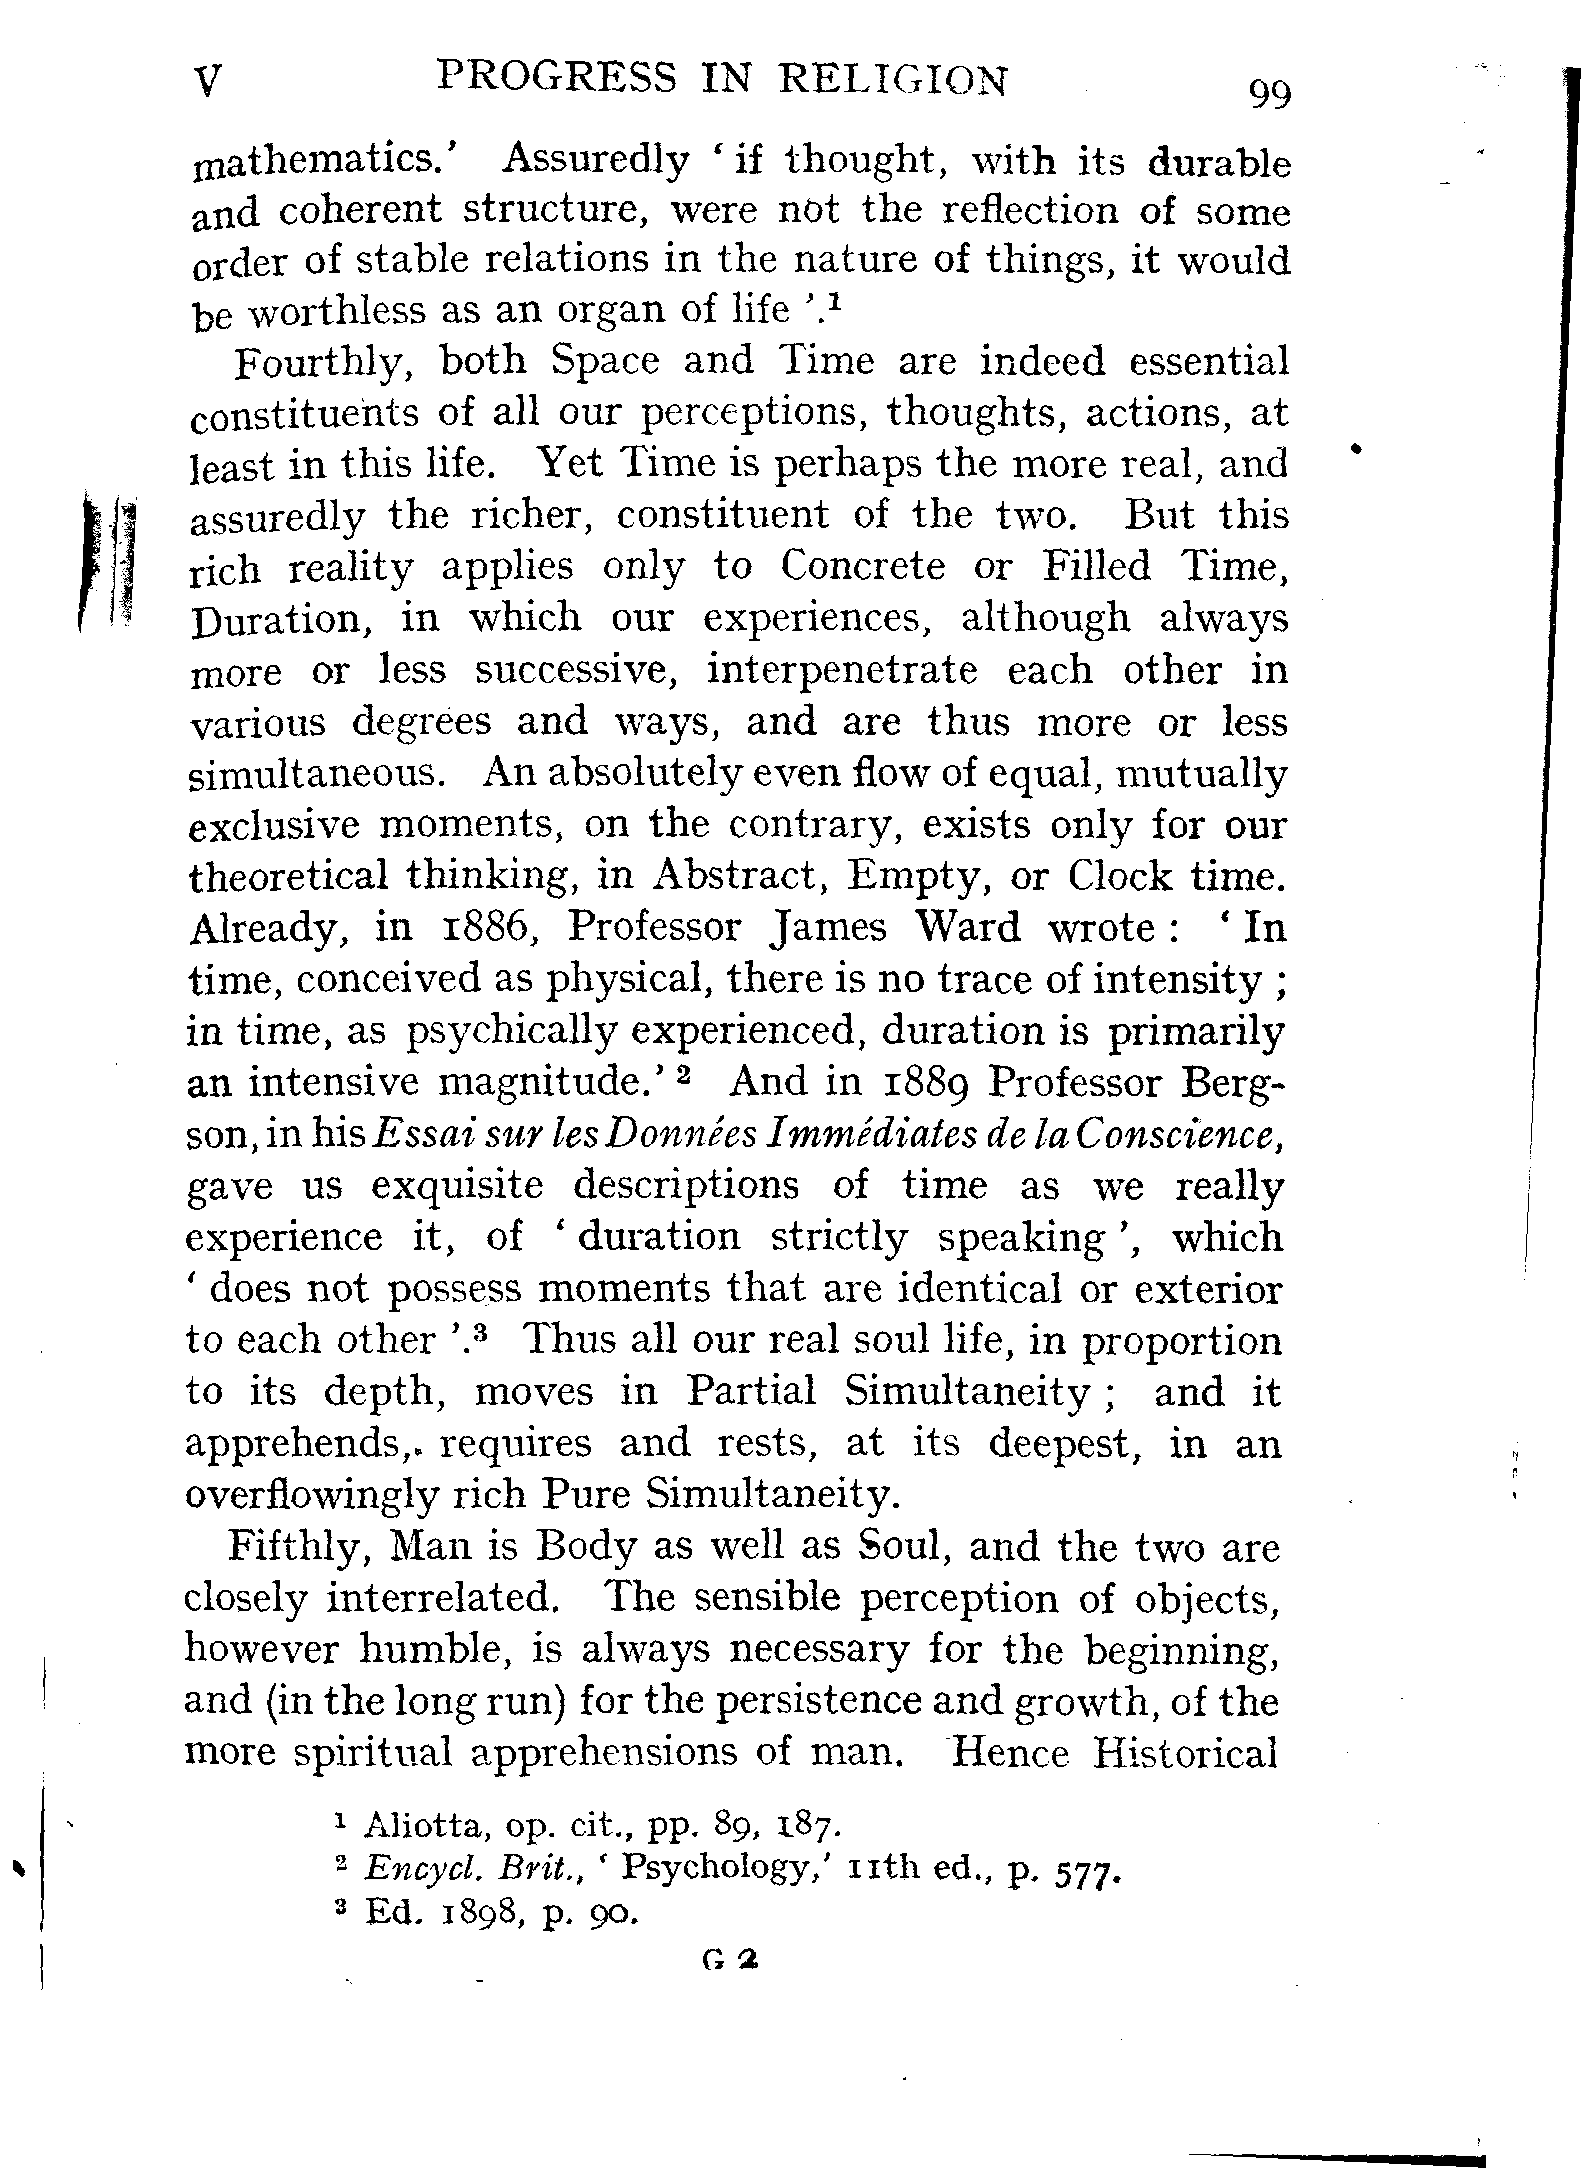 V PROGRESS IN RELIGION 99
mathematics.’ Assuredly ‘ if thought, with its durable
and coherent structure, were not the reflection of some
order of stable relations in the nature of things, it would
be worthless as an organ of life ’.¹
Fourthly, both Space and Time are indeed essential
constituents of all our perceptions, thoughts, actions, at
least in this life. Yet Time is perhaps the more real, and
assuredly the richer, constituent of the two. But this
rich reality applies only to Concrete or Filled Time,
Duration, in which our experiences, although always
more or less successive, interpenetrate each other in
various degrees and ways, and are thus more or less
simultaneous. An absolutely even flow of equal, mutually
exclusive moments, on the contrary, exists only for our
theoretical thinking, in Abstract, Empty, or Clock time.
Already, in 1886, Professor James Ward wrote : ‘ In
time, conceived as physical, there is no trace of intensity ;
in time, as psychically experienced, duration is primarily
an intensive magnitude.’ ² And in 1889 Professor Berg-
son, in his Essai sur les Données Immédiates de la Conscience,
gave us exquisite descriptions of time as we really
experience it, of ‘ duration strictly speaking ’, which
‘ does not possess moments that are identical or exterior
to each other ’.³ Thus all our real soul life, in proportion
to its depth, moves in Partial Simultaneity ; and it
apprehends, requires and rests, at its deepest, in an
overflowingly rich Pure Simultaneity.
Fifthly, Man is Body as well as Soul, and the two are
closely interrelated. The sensible perception of objects,
however humble, is always necessary for the beginning,
and (in the long run) for the persistence and growth, of the
more spiritual apprehensions of man. Hence Historical
¹ Aliotta, op. cit., pp. 89, 187.
² Encycl. Brit., ‘ Psychology,’ 11th ed., p. 577.
³ Ed. 1898, p. 90.
G 2